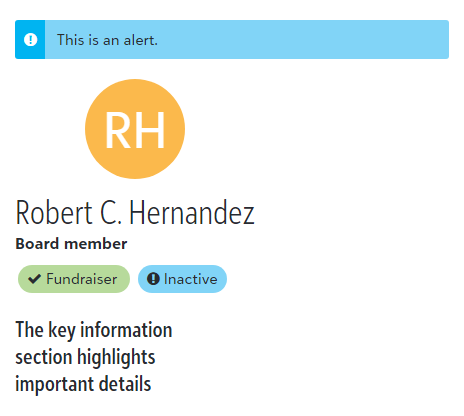 This is an alert.
RH
Robert C. Hernandez
Board member
Fundraiser Inactive
The key information
section highlights
important details